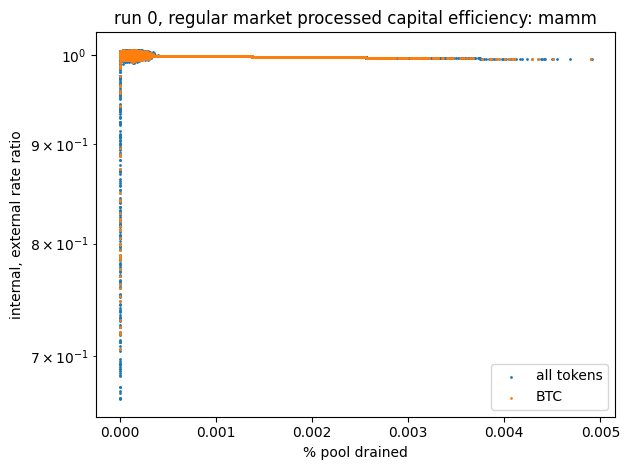 run 0, regular market processed capital efficiency: mamm
internal, external rate ratio
10⁰
9 × 10⁻¹
8 × 10⁻¹
7 × 10⁻¹
all tokens
BTC
0.000 0.001 0.002 0.003 0.004 0.005
% pool drained